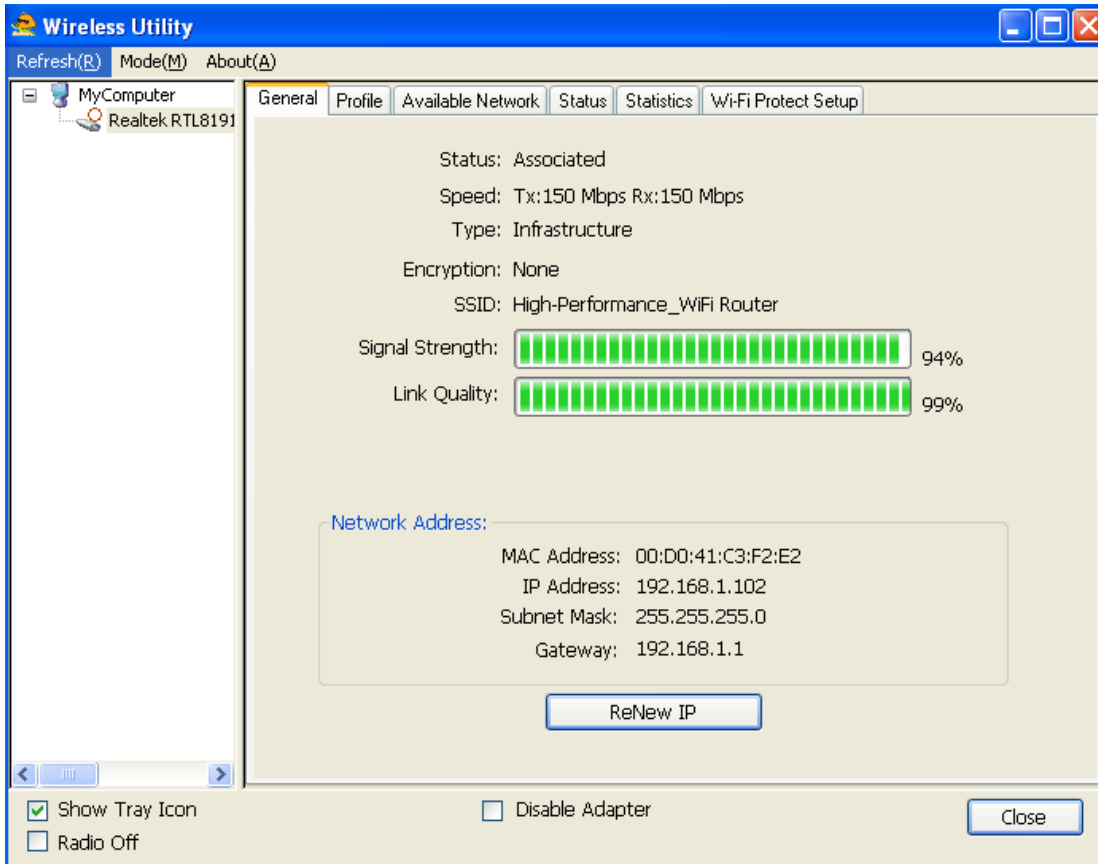 Wireless Utility
Refresh(R) Mode(M) About(A)
MyComputer
Realtek RTL8191
General Profile Available Network Status Statistics Wi-Fi Protect Setup
Status: Associated
Speed: Tx:150 Mbps Rx:150 Mbps
Type: Infrastructure
Encryption: None
SSID: High-Performance_WiFi Router
Signal Strength: 94%
Link Quality: 99%
Network Address:
MAC Address: 00:D0:41:C3:F2:E2
IP Address: 192.168.1.102
Subnet Mask: 255.255.255.0
Gateway: 192.168.1.1
ReNew IP
Show Tray Icon
Radio Off
Disable Adapter
Close